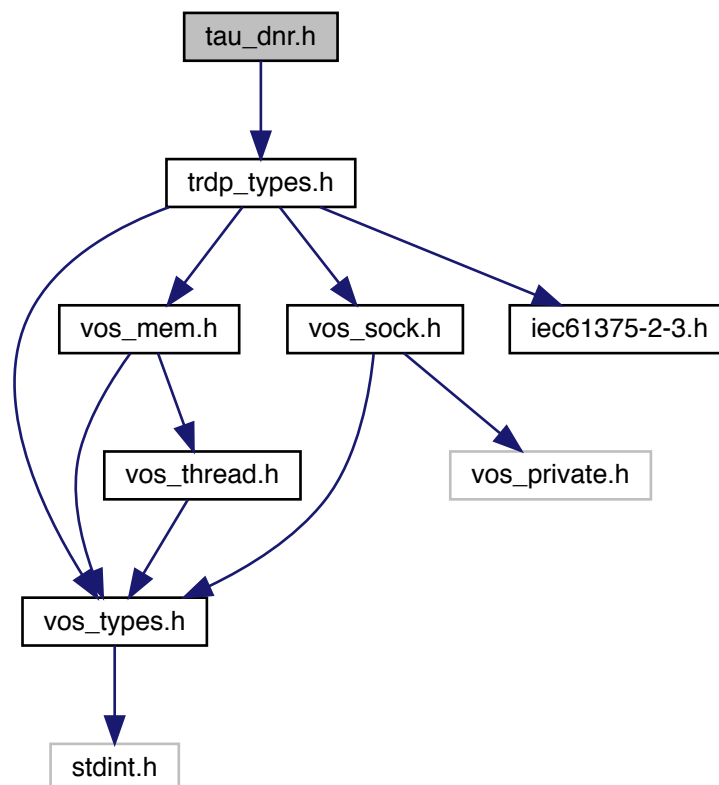 tau_dnr.h
trdp_types.h
vos_mem.h
vos_sock.h
iec61375-2-3.h
vos_thread.h
vos_private.h
vos_types.h
stdint.h